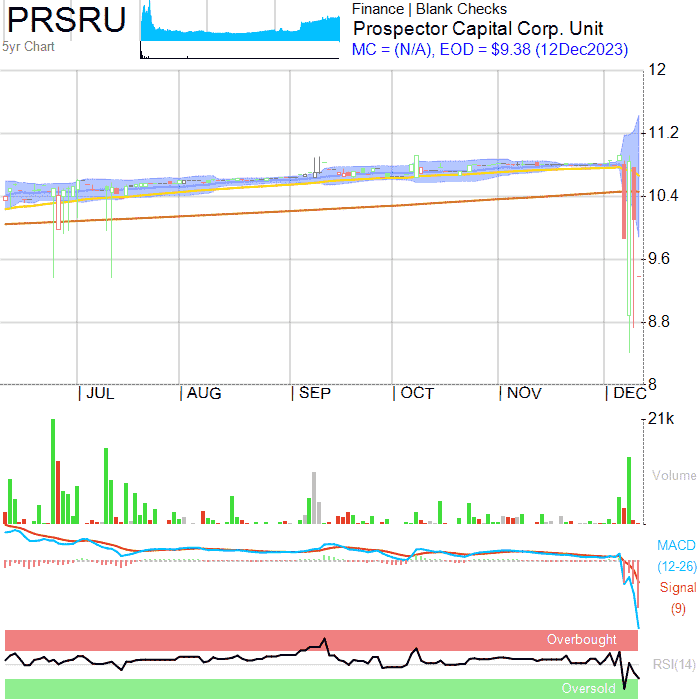 PRSRU
5yr Chart
Finance | Blank Checks
Prospector Capital Corp. Unit
MC = (N/A), EOD = $9.38 (12Dec2023)
12
11.2
10.4
9.6
8.8
8
|JUL |AUG |SEP |OCT |NOV |DEC
21k
Volume
MACD
(12-26)
Signal
(9)
Overbought
RSI(14)
Oversold